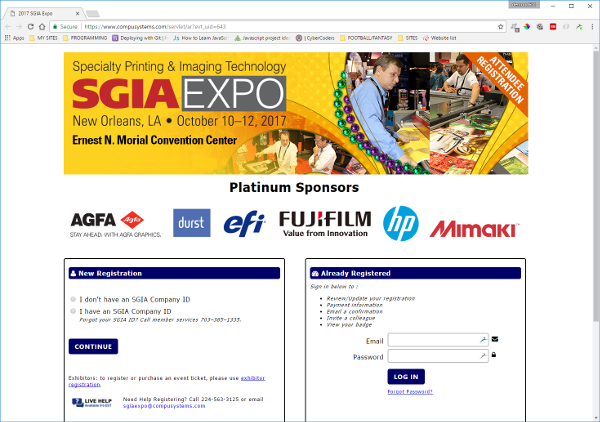 2017 SGIA Expo
Secure | https://www.compusystems.com/servlet/ar?evt_uid=643
Apps MY SITES PROGRAMMING Deploying with Git | How to Learn JavaScr Javascript project idea CyberCoders FOOTBALL/FANTASY SITES Website list
Specialty Printing & Imaging Technology
SGIA EXPO
New Orleans, LA • October 10–12, 2017
Ernest N. Morial Convention Center
ATTENDEE
REGISTRATION
Platinum Sponsors
AGFA Agfa
STAY AHEAD. WITH AGFA GRAPHICS.
durst
efi
FUJIFILM
Value from Innovation
hp
Mimaki
New Registration
I don't have an SGIA Company ID
I have an SGIA Company ID
Forgot your SGIA ID? Call member services 703-385-1335.
CONTINUE
Exhibitors: to register or purchase an event ticket, please use exhibitor
registration.
LIVE HELP
Need Help Registering? Call 224-563-3125 or email
sgiaexpo@compusystems.com
Already Registered
Sign in below to :
• Review/Update your registration
• Payment information
• Email a confirmation
• Invite a colleague
• View your badge
Email
Password
LOG IN
Forgot Password?